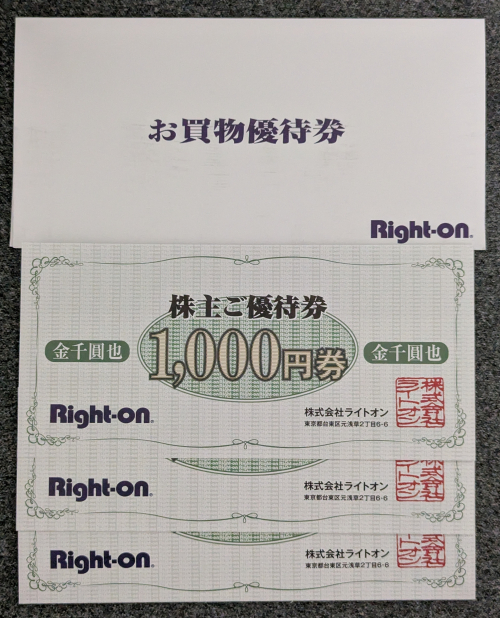 お買物優待券
Right-on®
株主ご優待券
金千圓也
1,000円券
金千圓也
Right-on®
株式会社ライトオン
東京都台東区元浅草2丁目6-6
株式会社
ライトオン
Right-on®
株式会社ライトオン
東京都台東区元浅草2丁目6-6
Right-on®
株式会社ライトオン
東京都台東区元浅草2丁目6-6